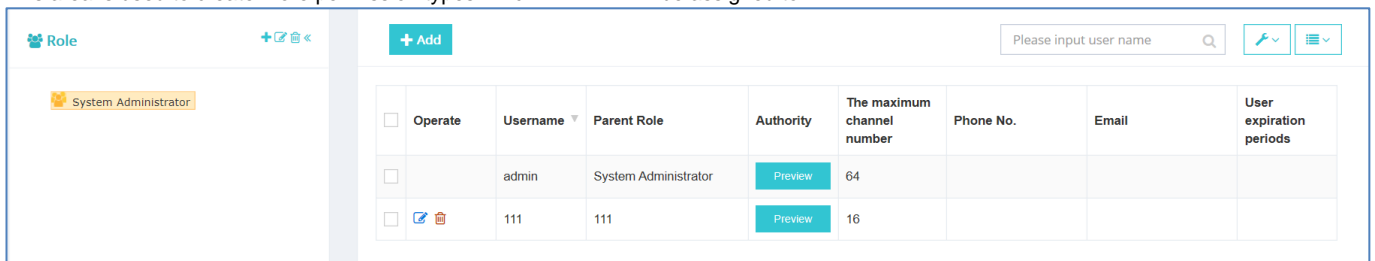 Role
+ Add
Please input user name
System Administrator
Operate
Username
Parent Role
Authority
The maximum
channel
number
Phone No.
Email
User
expiration
periods
admin
System Administrator
Preview
64
111
111
Preview
16